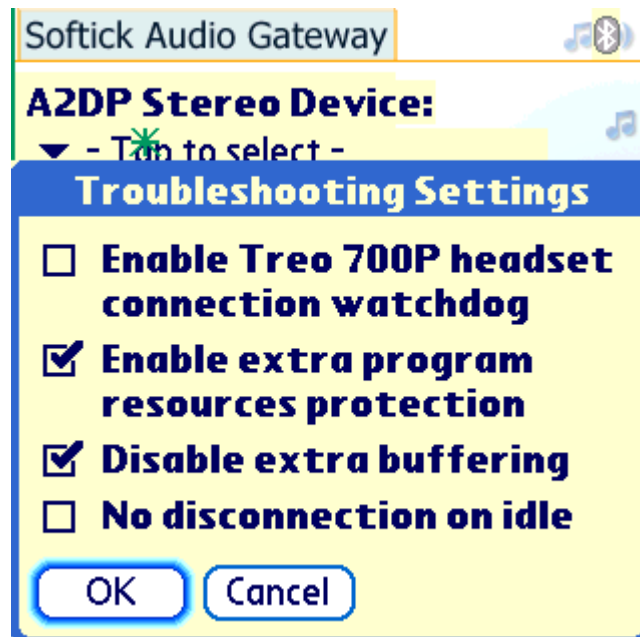 Softick Audio Gateway
A2DP Stereo Device:
- Tap to select -
Troubleshooting Settings
Enable Treo 700P headset
connection watchdog
Enable extra program
resources protection
Disable extra buffering
No disconnection on idle
OK Cancel